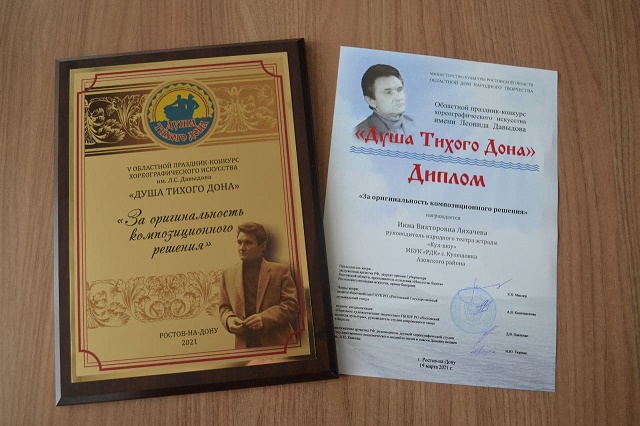 ДУША
ТИХОГО ДОНА
V ОБЛАСТНОЙ ПРАЗДНИК-КОНКУРС
ХОРЕОГРАФИЧЕСКОГО ИСКУССТВА
им. Л.С. Давыдова
«ДУША ТИХОГО ДОНА»
«За оригинальность
композиционного
решения»
РОСТОВ-НА-ДОНУ
2021
МИНИСТЕРСТВО КУЛЬТУРЫ РОСТОВСКОЙ ОБЛАСТИ
ОБЛАСТНОЙ ДОМ НАРОДНОГО ТВОРЧЕСТВА
Областной праздник-конкурс
хореографического искусства
имени Леонида Давыдова
«Душа Тихого Дона»
Диплом
«За оригинальность композиционного решения»
награждается
Инна Викторовна Лихачева
руководитель народного театра эстрады
«Кул-шоу»
МБУК «РДК» с. Кулешовка
Азовского района
г. Ростов-на-Дону
19 марта 2021г.